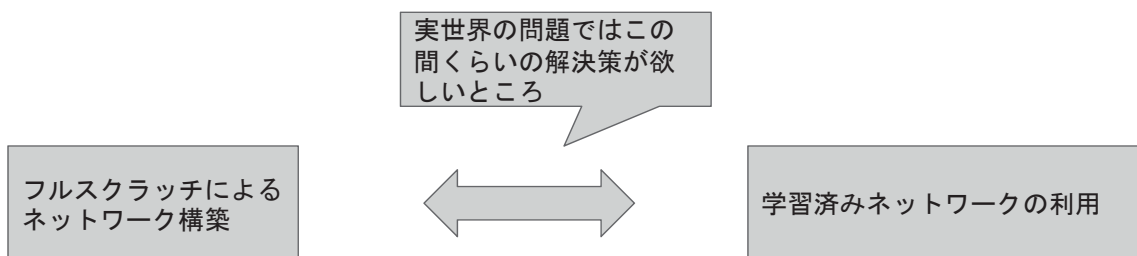 実世界の問題ではこの
間くらいの解決策が欲
しいところ
フルスクラッチによる
ネットワーク構築
学習済みネットワークの利用